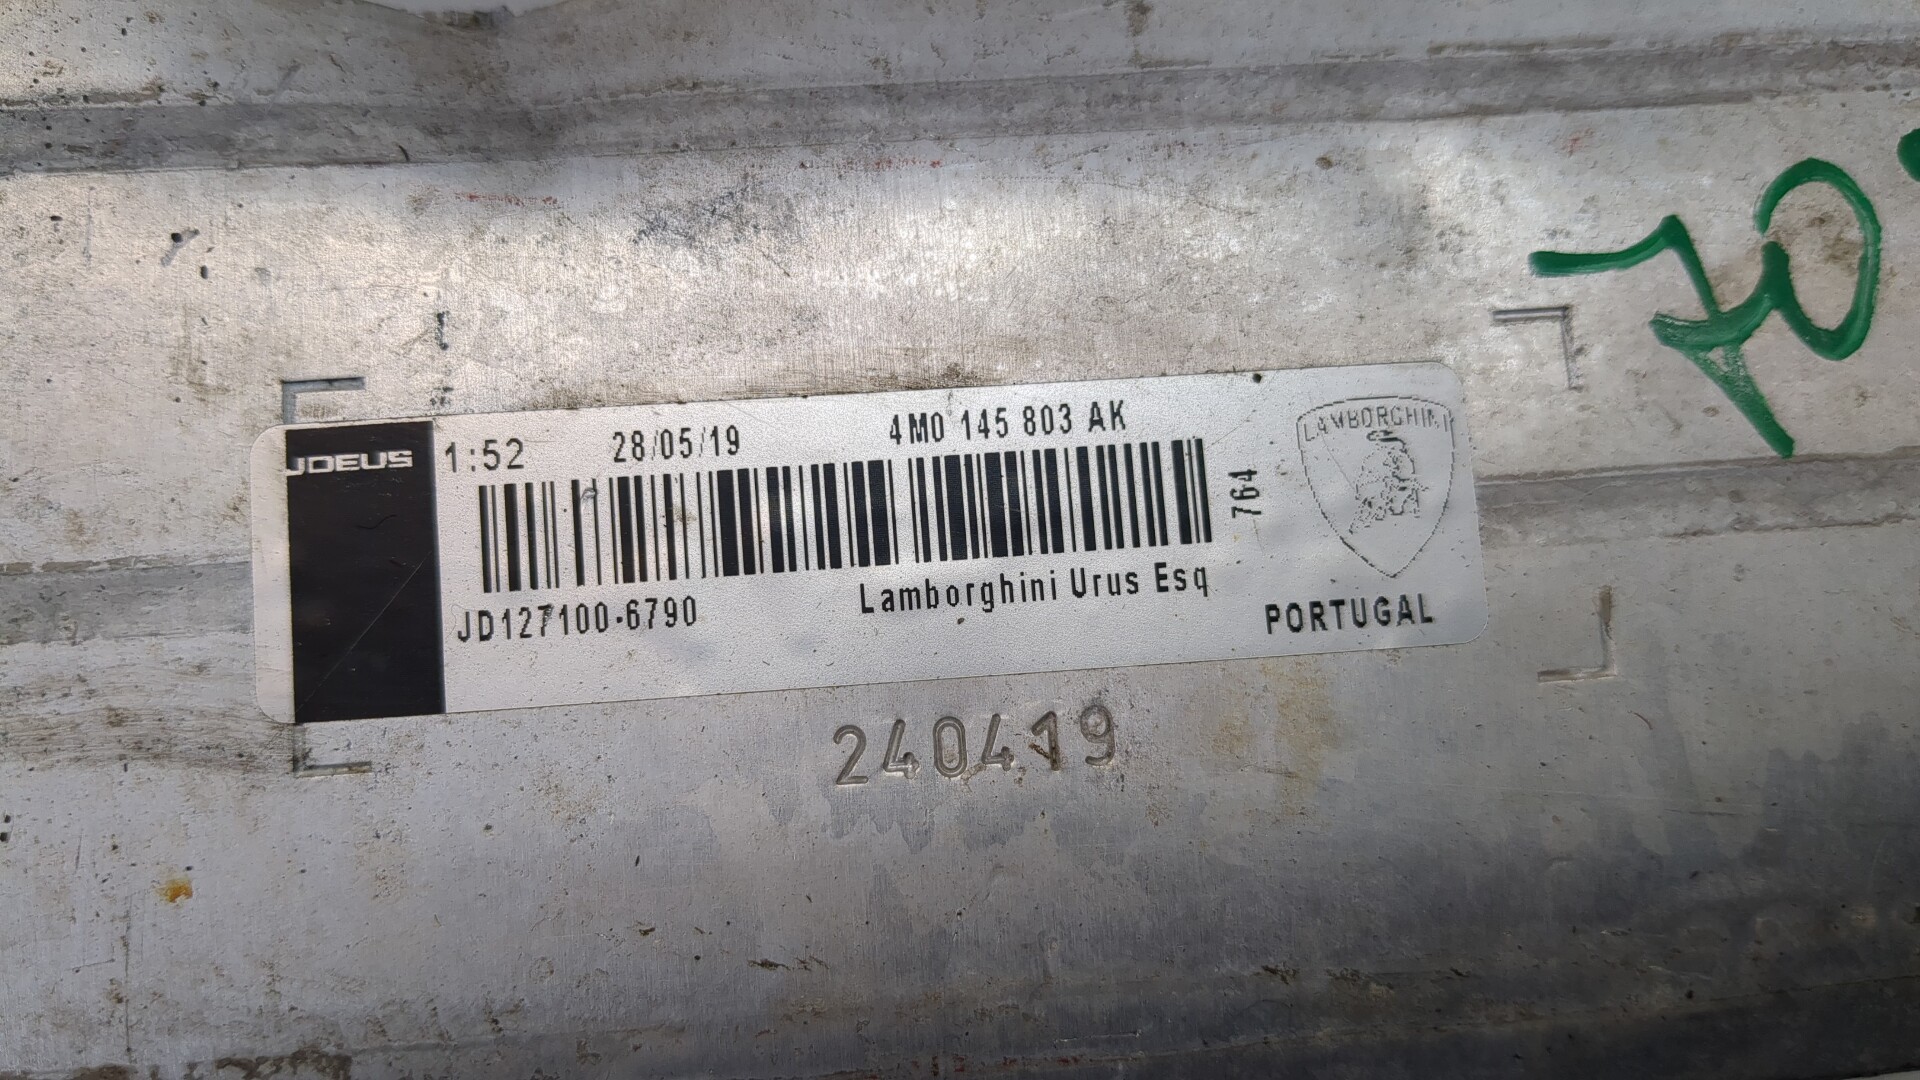 70
JDEUS
1:52 28/05/19 4M0 145 803 AK
764
LAMBORGHINI
JD127100-6790
Lamborghini Urus Esq
PORTUGAL
240419